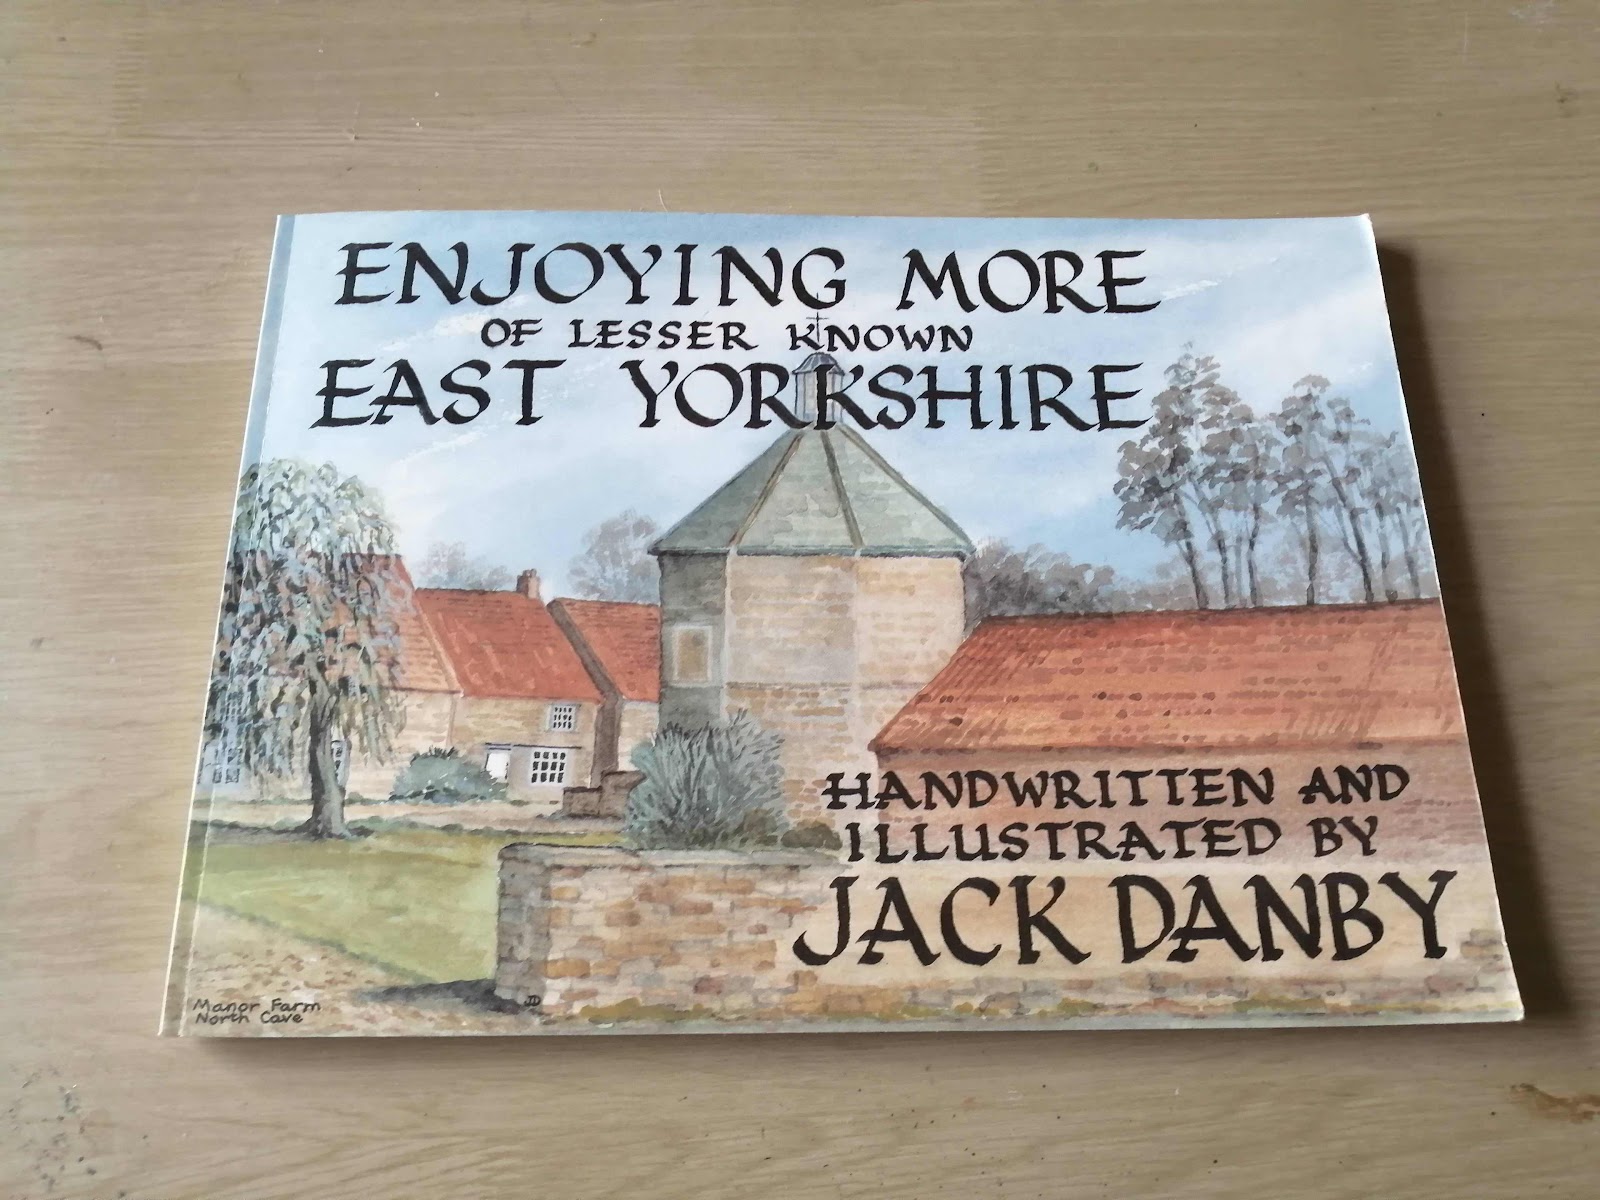 ENJOYING MORE
OF LESSER KNOWN
EAST YORKSHIRE
HANDWRITTEN AND
ILLUSTRATED BY
JACK DANBY
Manor Farm
North Cave
JD